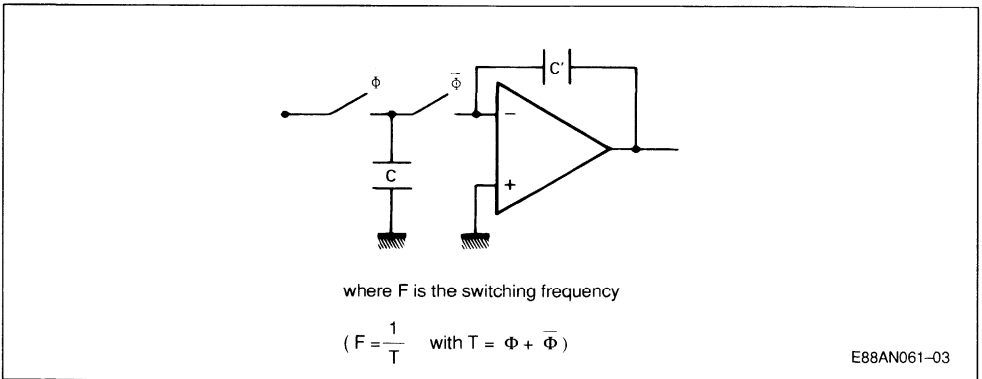 Φ
Φ̅
C'
−
C
+
where F is the switching frequency
( F = 1/T with T = Φ + Φ̅ )
E88AN061–03